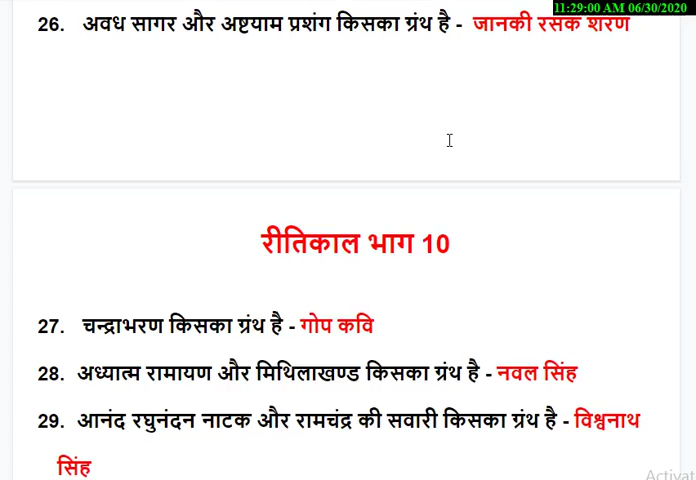 11:29:00 AM 06/30/2020
26. अवध सागर और अष्टयाम प्रशंग किसका ग्रंथ है - जानकी रसिक शरण
रीतिकाल भाग 10
27. चन्द्राभरण किसका ग्रंथ है - गोप कवि
28. अध्यात्म रामायण और मिथिलाखण्ड किसका ग्रंथ है - नवल सिंह
29. आनंद रघुनंदन नाटक और रामचंद्र की सवारी किसका ग्रंथ है - विश्वनाथ
सिंह
Activat